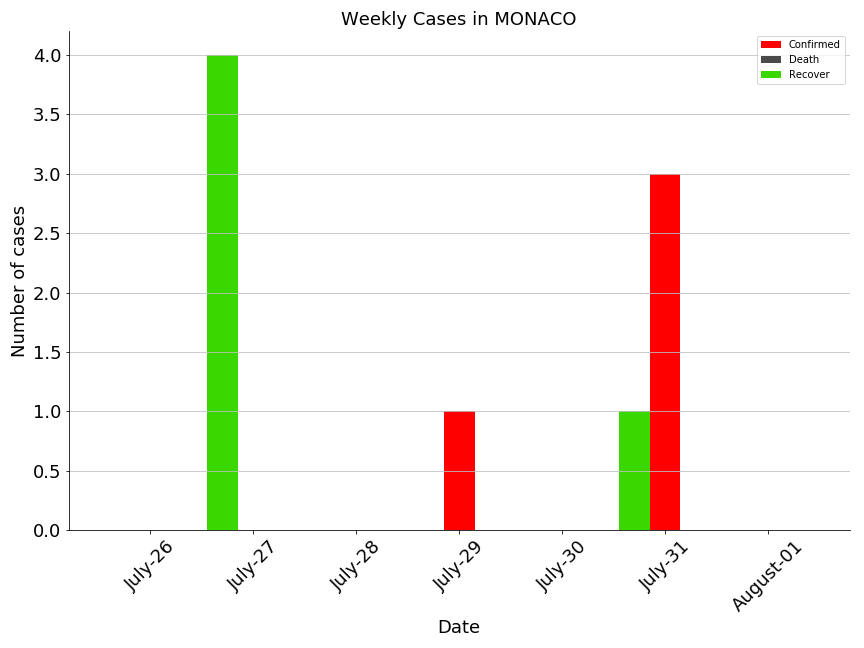 Weekly Cases in MONACO
Confirmed
Death
Recover
Number of cases
4.0
3.5
3.0
2.5
2.0
1.5
1.0
0.5
0.0
July-26
July-27
July-28
July-29
July-30
July-31
August-01
Date